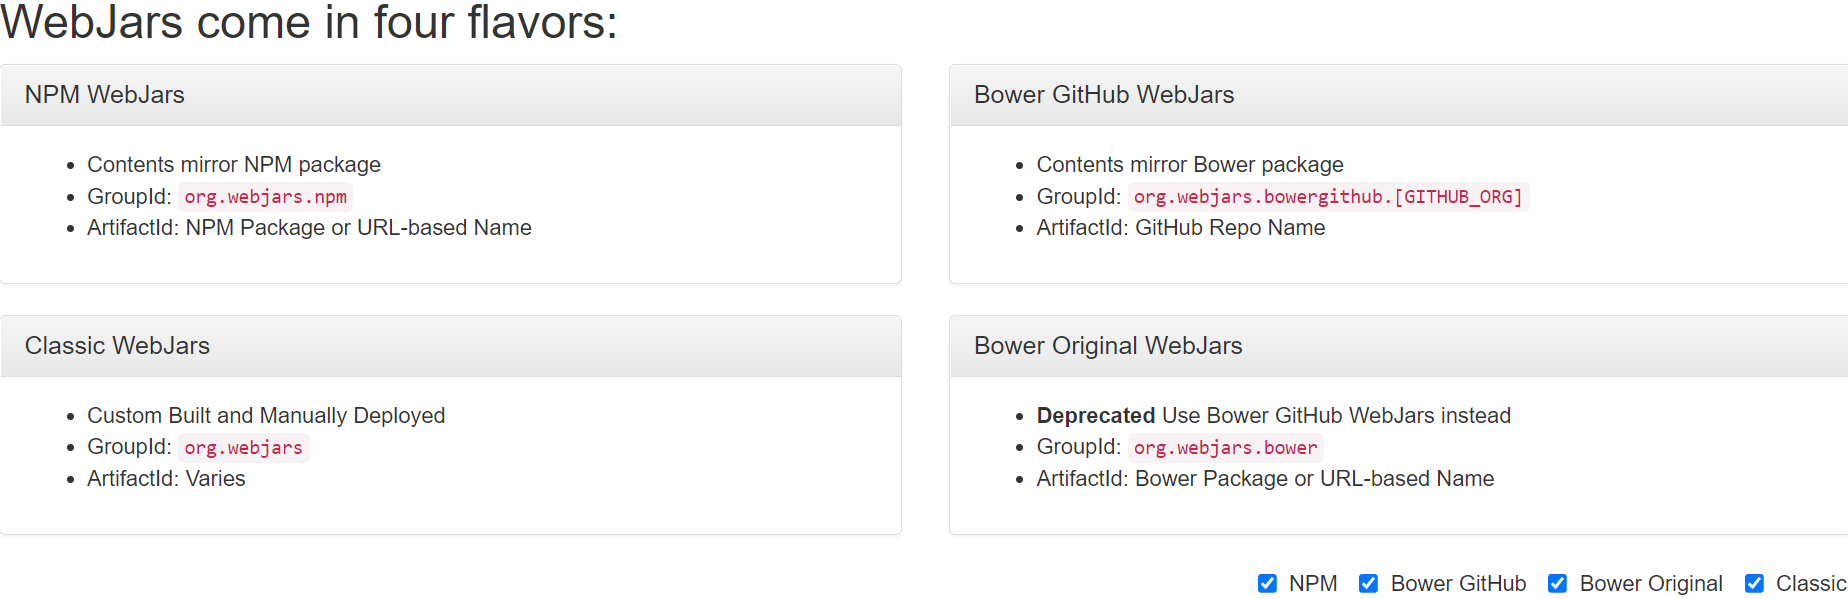 WebJars come in four flavors:
NPM WebJars
Contents mirror NPM package
GroupId: org.webjars.npm
ArtifactId: NPM Package or URL-based Name
Bower GitHub WebJars
Contents mirror Bower package
GroupId: org.webjars.bowergithub.[GITHUB_ORG]
ArtifactId: GitHub Repo Name
Classic WebJars
Custom Built and Manually Deployed
GroupId: org.webjars
ArtifactId: Varies
Bower Original WebJars
Deprecated Use Bower GitHub WebJars instead
GroupId: org.webjars.bower
ArtifactId: Bower Package or URL-based Name
NPM Bower GitHub Bower Original Classic